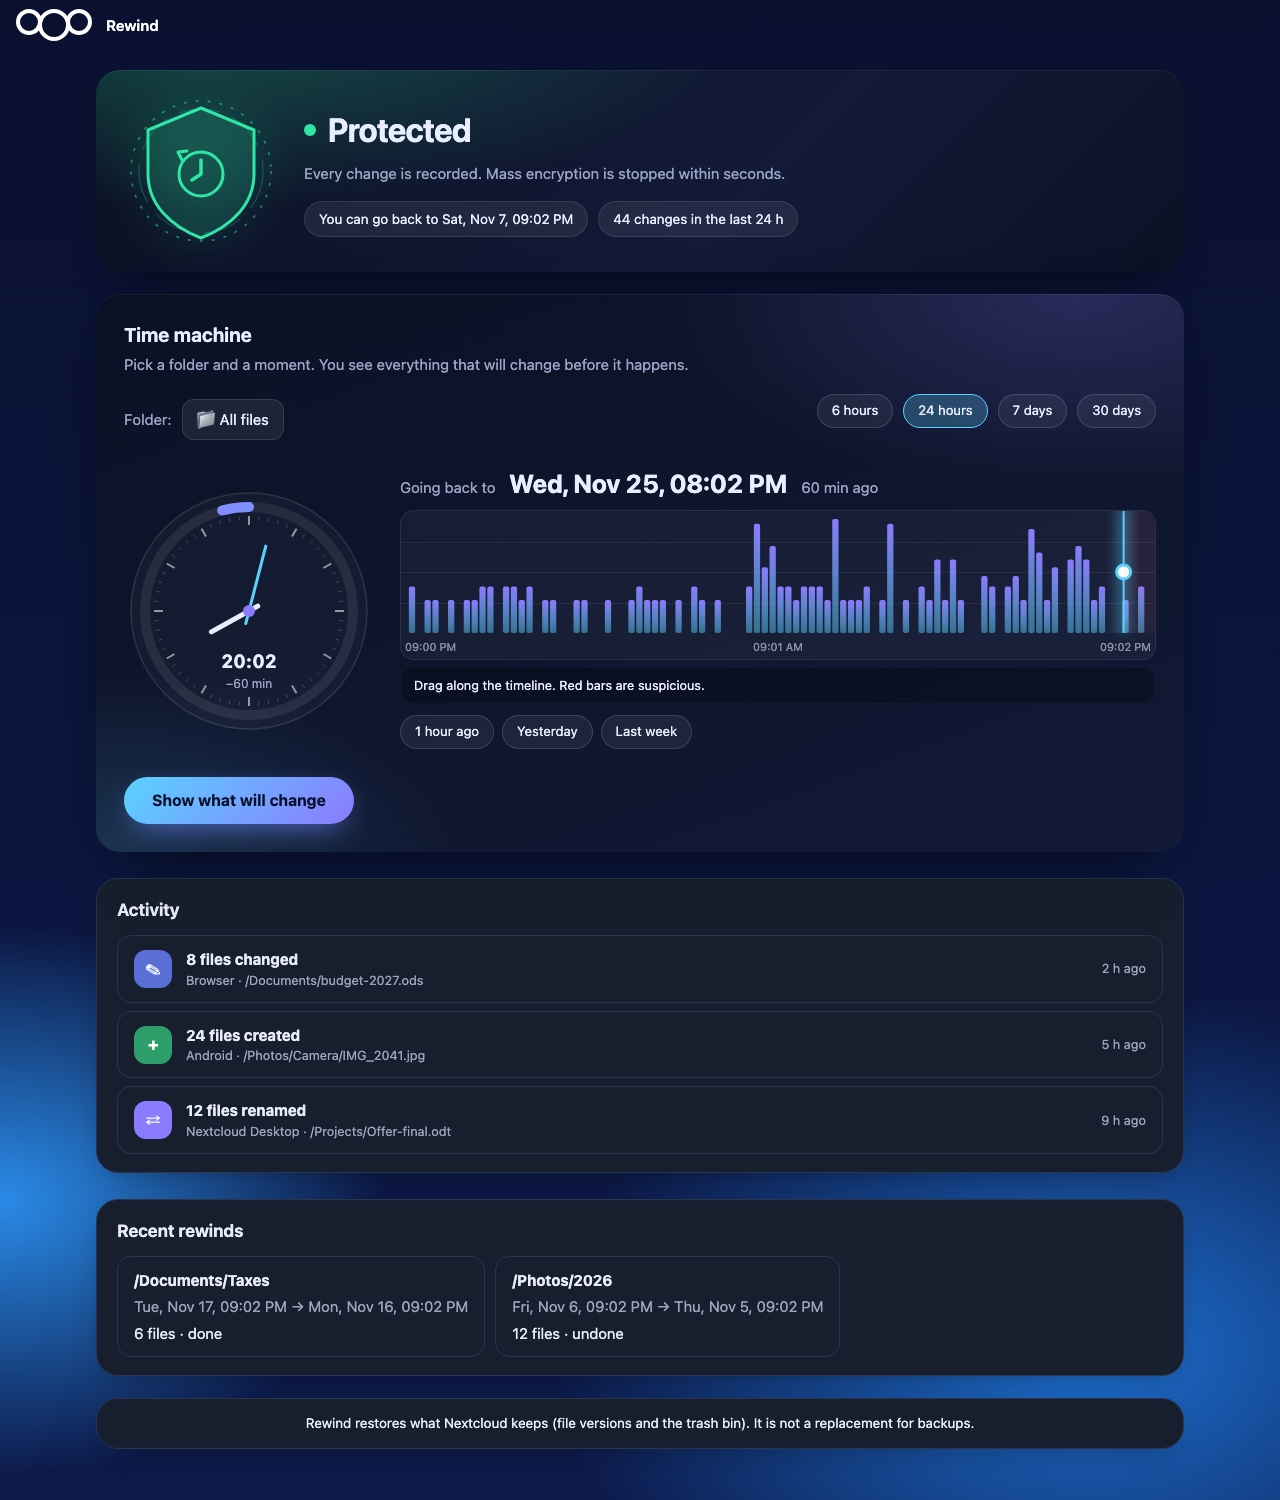 Rewind
Protected
Every change is recorded. Mass encryption is stopped within seconds.
You can go back to Sat, Nov 7, 09:02 PM
44 changes in the last 24 h
Time machine
Pick a folder and a moment. You see everything that will change before it happens.
Folder:
All files
6 hours
24 hours
7 days
30 days
Going back to Wed, Nov 25, 08:02 PM 60 min ago
20:02
−60 min
09:00 PM
09:01 AM
09:02 PM
Drag along the timeline. Red bars are suspicious.
1 hour ago
Yesterday
Last week
Show what will change
Activity
8 files changed
Browser · /Documents/budget-2027.ods
2 h ago
24 files created
Android · /Photos/Camera/IMG_2041.jpg
5 h ago
12 files renamed
Nextcloud Desktop · /Projects/Offer-final.odt
9 h ago
Recent rewinds
/Documents/Taxes
Tue, Nov 17, 09:02 PM → Mon, Nov 16, 09:02 PM
6 files · done
/Photos/2026
Fri, Nov 6, 09:02 PM → Thu, Nov 5, 09:02 PM
12 files · undone
Rewind restores what Nextcloud keeps (file versions and the trash bin). It is not a replacement for backups.